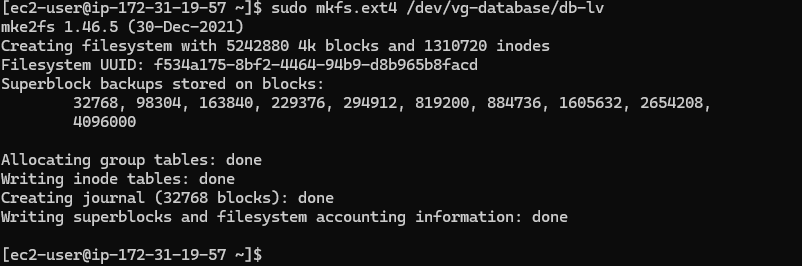 [ec2-user@ip-172-31-19-57 ~]$ sudo mkfs.ext4 /dev/vg-database/db-lv
mke2fs 1.46.5 (30-Dec-2021)
Creating filesystem with 5242880 4k blocks and 1310720 inodes
Filesystem UUID: f534a175-8bf2-4464-94b9-d8b965b8facd
Superblock backups stored on blocks:
        32768, 98304, 163840, 229376, 294912, 819200, 884736, 1605632, 2654208,
        4096000

Allocating group tables: done
Writing inode tables: done
Creating journal (32768 blocks): done
Writing superblocks and filesystem accounting information: done

[ec2-user@ip-172-31-19-57 ~]$